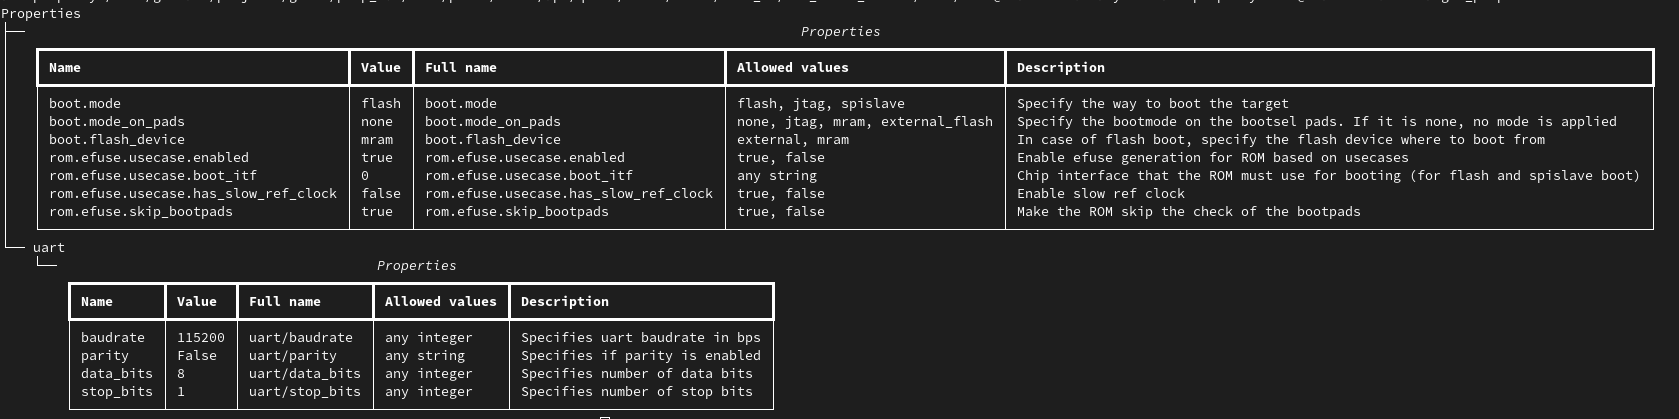 Properties
Properties
Name Value Full name Allowed values Description
boot.mode flash boot.mode flash, jtag, spislave Specify the way to boot the target
boot.mode_on_pads none boot.mode_on_pads none, jtag, mram, external_flash Specify the bootmode on the bootsel pads. If it is none, no mode is applied
boot.flash_device mram boot.flash_device external, mram In case of flash boot, specify the flash device where to boot from
rom.efuse.usecase.enabled true rom.efuse.usecase.enabled true, false Enable efuse generation for ROM based on usecases
rom.efuse.usecase.boot_itf 0 rom.efuse.usecase.boot_itf any string Chip interface that the ROM must use for booting (for flash and spislave boot)
rom.efuse.usecase.has_slow_ref_clock false rom.efuse.usecase.has_slow_ref_clock true, false Enable slow ref clock
rom.efuse.skip_bootpads true rom.efuse.skip_bootpads true, false Make the ROM skip the check of the bootpads
uart
Properties
Name Value Full name Allowed values Description
baudrate 115200 uart/baudrate any integer Specifies uart baudrate in bps
parity False uart/parity any string Specifies if parity is enabled
data_bits 8 uart/data_bits any integer Specifies number of data bits
stop_bits 1 uart/stop_bits any integer Specifies number of stop bits